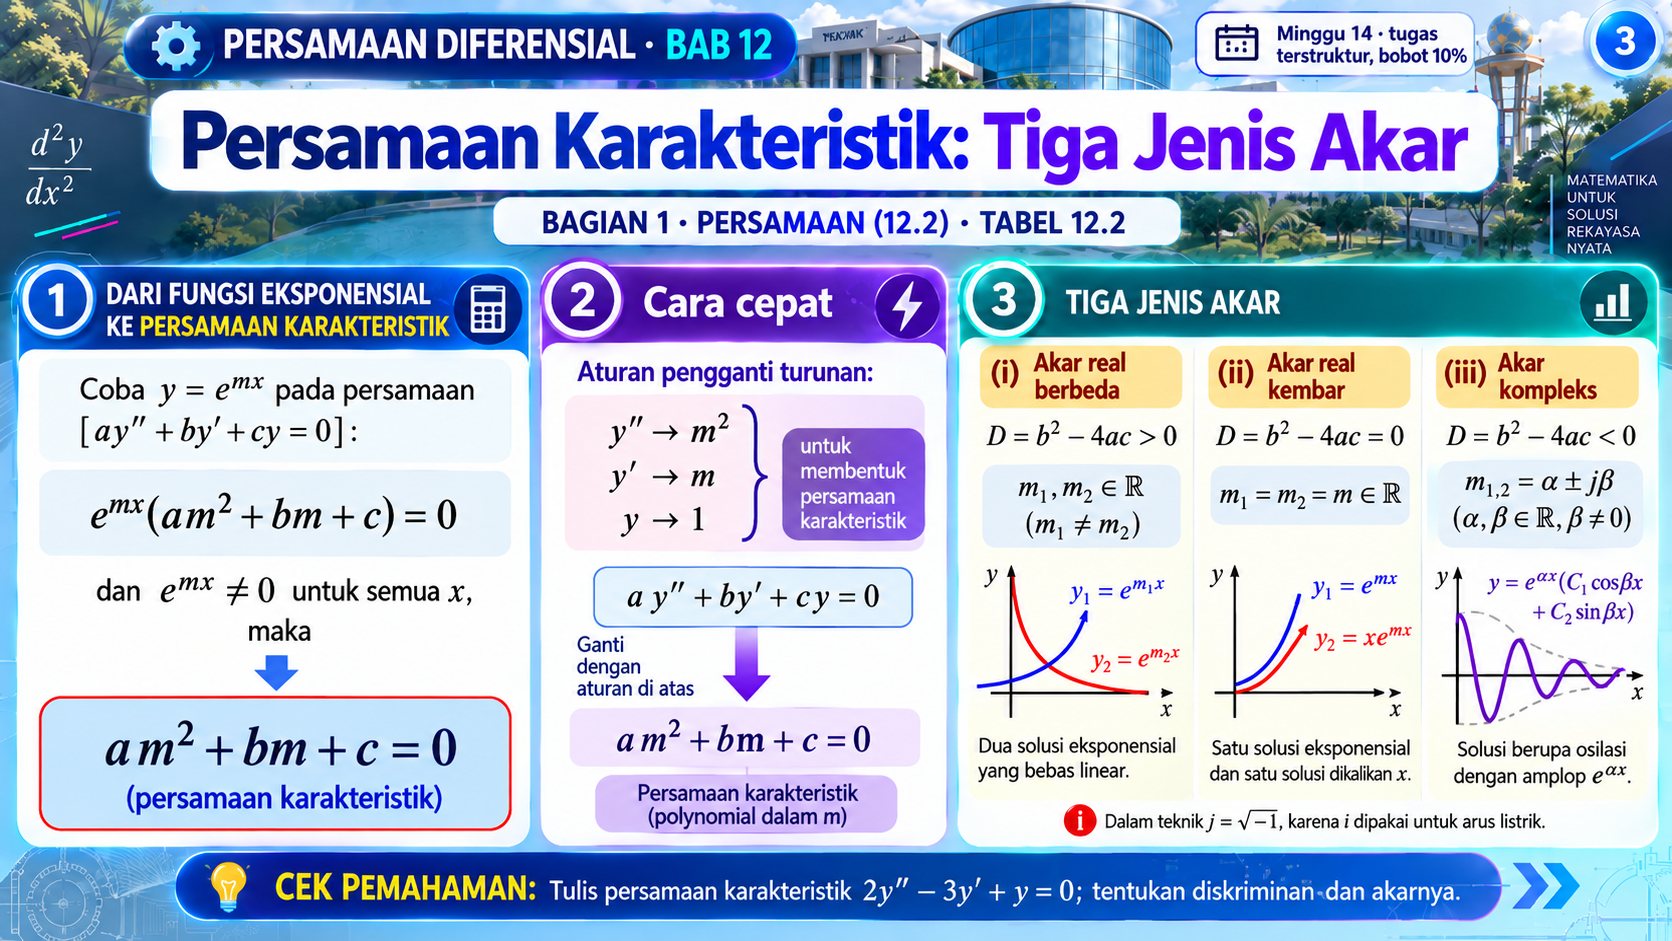 PERSAMAAN DIFERENSIAL · BAB 12
Minggu 14 · tugas
terstruktur, bobot 10%
3
Persamaan Karakteristik: Tiga Jenis Akar
d²y
dx²
MATEMATIKA
UNTUK
SOLUSI
REKAYASA
NYATA
BAGIAN 1 · PERSAMAAN (12.2) · TABEL 12.2
1
DARI FUNGSI EKSPONENSIAL
KE PERSAMAAN KARAKTERISTIK
Coba y = e^{mx} pada persamaan
[ay″ + by′ + cy = 0]:
e^{mx}(am² + bm + c) = 0
dan e^{mx} ≠ 0 untuk semua x,
maka
am² + bm + c = 0
(persamaan karakteristik)
2
Cara cepat
Aturan pengganti turunan:
y″ → m²
y′ → m
y → 1
untuk
membentuk
persamaan
karakteristik
a y″ + by′ + cy = 0
Ganti
dengan
aturan di atas
am² + bm + c = 0
Persamaan karakteristik
(polynomial dalam m)
3
TIGA JENIS AKAR
(i) Akar real
berbeda
D = b² − 4ac > 0
m₁, m₂ ∈ ℝ
(m₁ ≠ m₂)
y
y₁ = e^{m₁x}
y₂ = e^{m₂x}
x
Dua solusi eksponensial
yang bebas linear.
(ii) Akar real
kembar
D = b² − 4ac = 0
m₁ = m₂ = m ∈ ℝ
y
y₁ = e^{mx}
y₂ = xe^{mx}
x
Satu solusi eksponensial
dan satu solusi dikalikan x.
(iii) Akar
kompleks
D = b² − 4ac < 0
m₁,₂ = α ± jβ
(α, β ∈ ℝ, β ≠ 0)
y
y = e^{αx}(C₁ cos βx
+ C₂ sin βx)
x
Solusi berupa osilasi
dengan amplop e^{αx}.
i
Dalam teknik j = √−1, karena i dipakai untuk arus listrik.
CEK PEMAHAMAN: Tulis persamaan karakteristik 2y″ − 3y′ + y = 0; tentukan diskriminan dan akarnya.